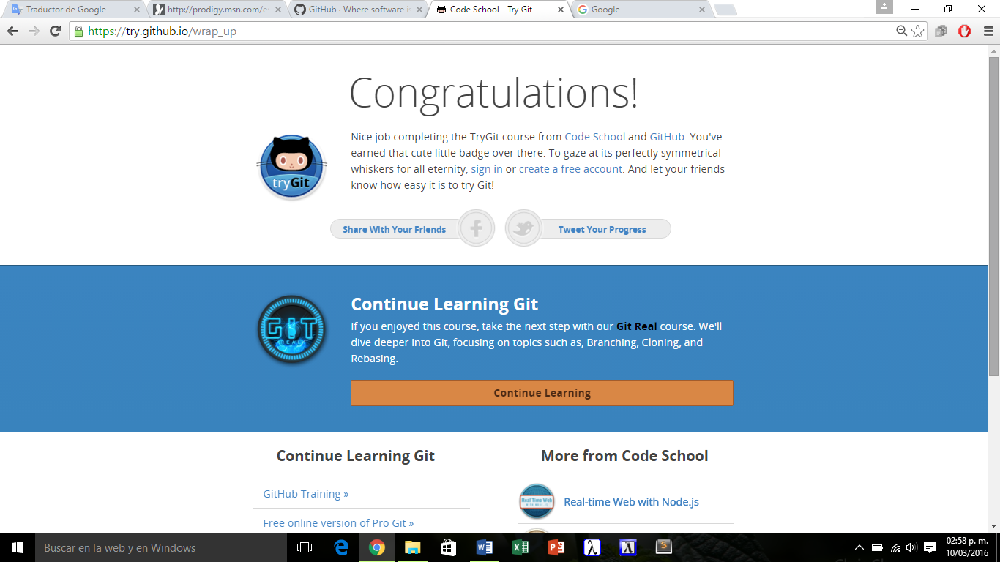 Traductor de Google
http://prodigy.msn.com/es
GitHub · Where software is
Code School - Try Git
Google
https://try.github.io/wrap_up
Congratulations!
Nice job completing the TryGit course from Code School and GitHub. You've
earned that cute little badge over there. To gaze at its perfectly symmetrical
whiskers for all eternity, sign in or create a free account. And let your friends
know how easy it is to try Git!
tryGit
Share With Your Friends
Tweet Your Progress
GIT
REAL
Continue Learning Git
If you enjoyed this course, take the next step with our Git Real course. We'll
dive deeper into Git, focusing on topics such as, Branching, Cloning, and
Rebasing.
Continue Learning
Continue Learning Git
GitHub Training »
Free online version of Pro Git »
More from Code School
Real Time Web
WITH NODE.JS
Real-time Web with Node.js
Buscar en la web y en Windows
02:58 p. m.
10/03/2016